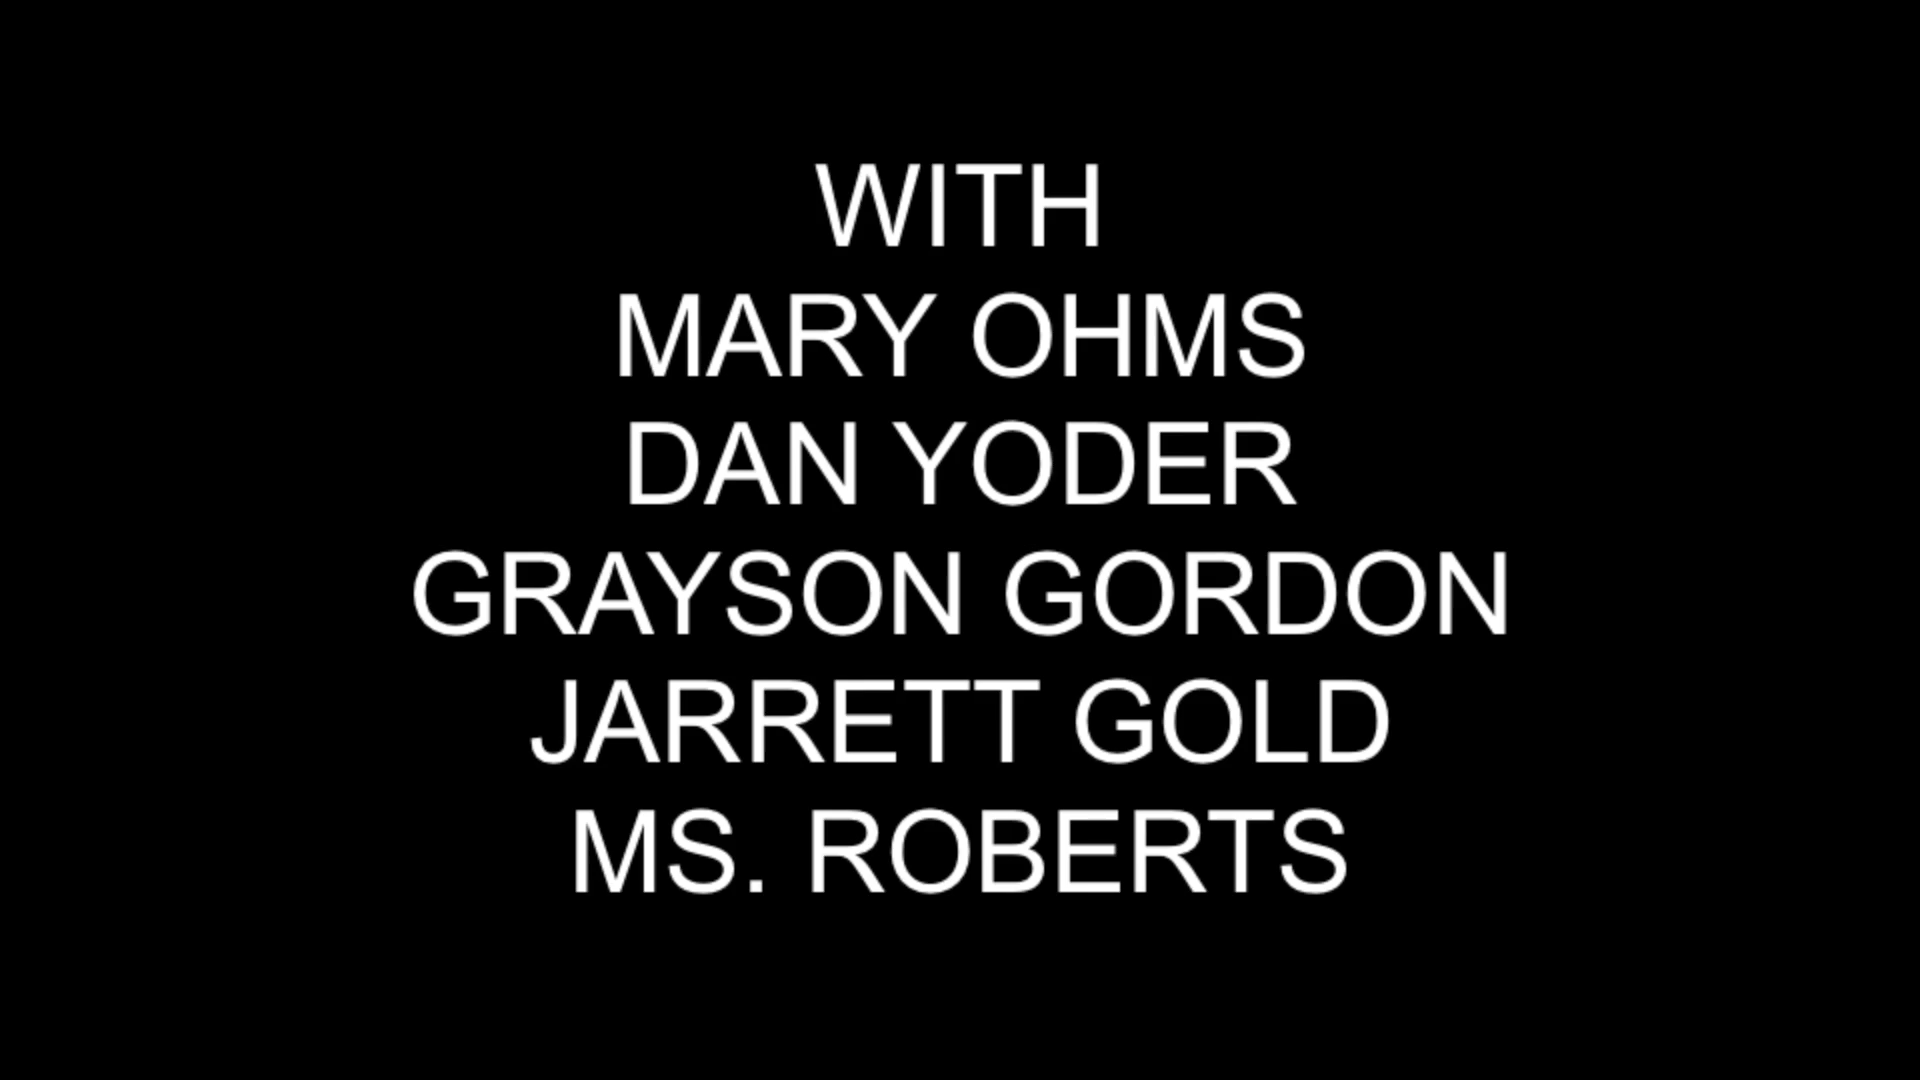 WITH
MARY OHMS
DAN YODER
GRAYSON GORDON
JARRETT GOLD
MS. ROBERTS